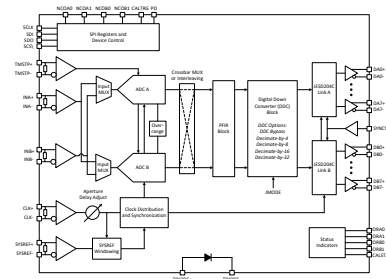 NCOA0 NCOA1 NCOB0 NCOB1 CALTRG PD
SCLK
SDI
SDO
SCS\
SPI Registers and
Device Control
TMSTP+
TMSTP-
INA+
INA-
Input
MUX
ADC A
Over-
range
INB+
INB-
Input
MUX
ADC B
Crossbar MUX
or Interleaving
PFIR
Block
Digital Down
Converter (DDC)
Block
DDC Options:
DDC Bypass
Decimate-by-4
Decimate-by-8
Decimate-by-16
Decimate-by-32
JMODE
JESD204C
Link A
JESD204C
Link B
DA0+
DA0-
DA7+
DA7-
DB0+
DB0-
DB7+
DB7-
Aperture
Delay Adjust
CLK+
CLK-
Clock Distribution
and Synchronization
SYSREF+
SYSREF-
SYSREF
Windowing
Status
Indicators
ORA0
ORA1
ORB0
ORB1